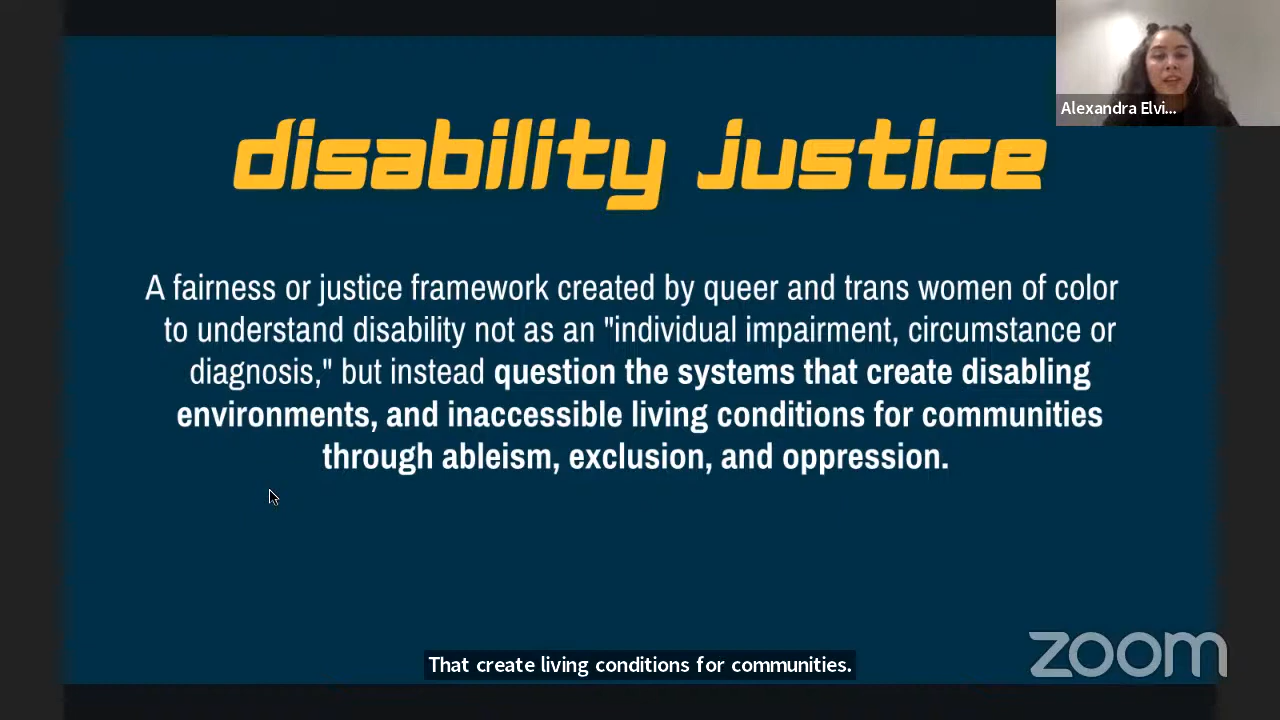 Alexandra Elvi...
disability justice
A fairness or justice framework created by queer and trans women of color
to understand disability not as an "individual impairment, circumstance or
diagnosis," but instead question the systems that create disabling
environments, and inaccessible living conditions for communities
through ableism, exclusion, and oppression.
That create living conditions for communities.
zoom